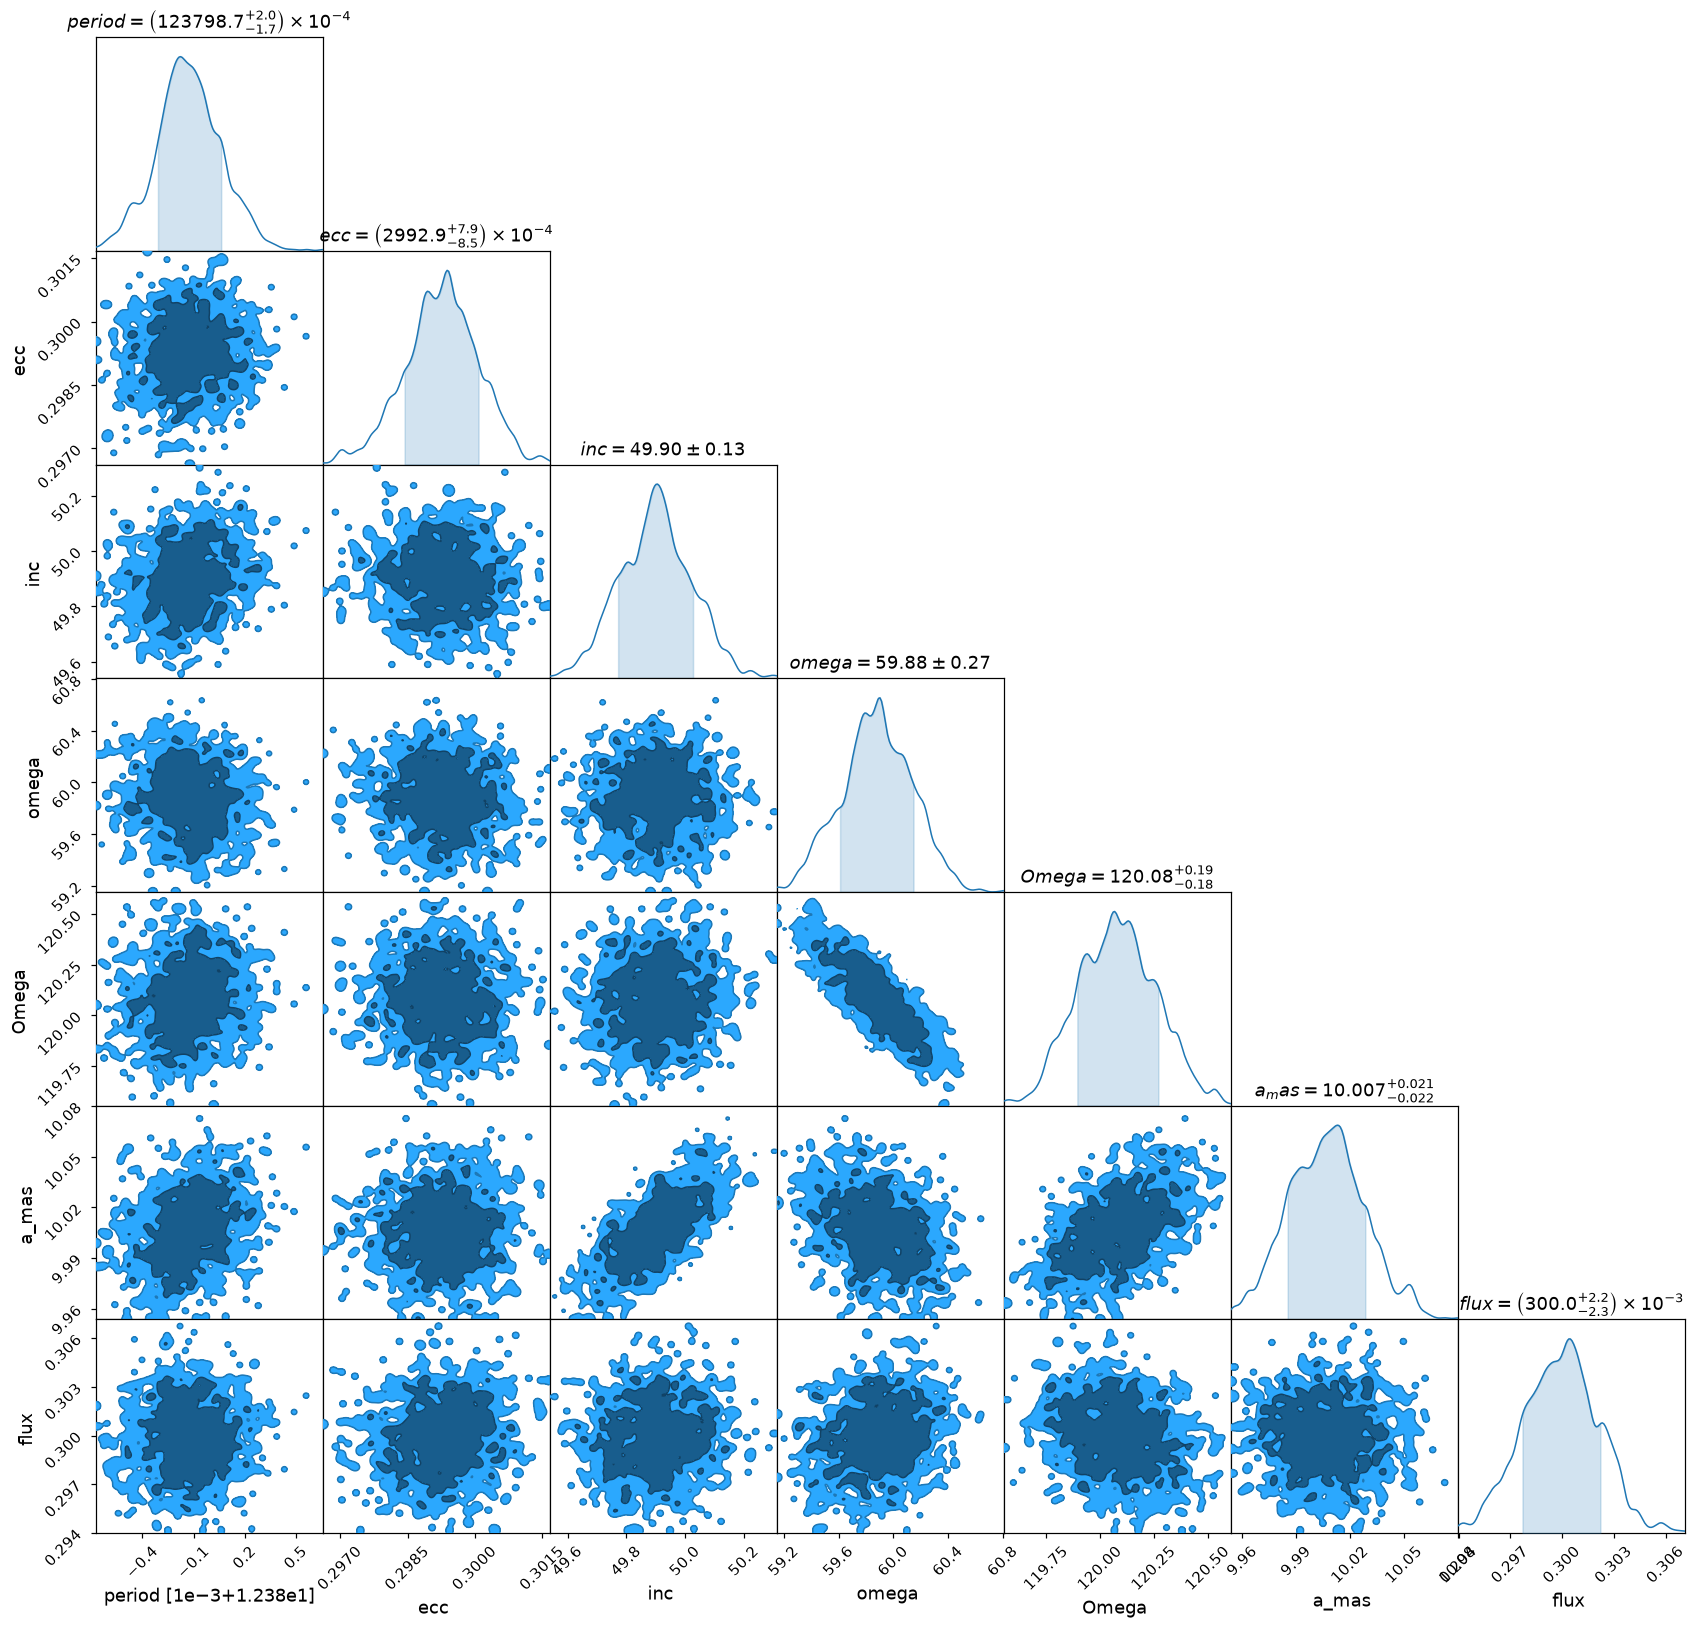 period = (123798.7 +2.0 −1.7) × 10−4
ecc = (2992.9 +7.9 −8.5) × 10−4
0.3015
0.3000
0.2985
0.2970
ecc
inc = 49.90 ± 0.13
50.2
50.0
49.8
49.6
inc
omega = 59.88 ± 0.27
60.8
60.4
60.0
59.6
59.2
omega
Omega = 120.08 +0.19 −0.18
120.50
120.25
120.00
119.75
Omega
amas = 10.007 +0.021 −0.022
10.08
10.05
10.02
9.99
9.96
a_mas
flux = (300.0 +2.2 −2.3) × 10−3
0.306
0.303
0.300
0.297
0.294
flux
−0.4 −0.1 0.2 0.5 0.2970 0.2985 0.3000 0.3015 49.6 49.8 50.0 50.2 59.2 59.6 60.0 60.4 60.8 119.75 120.00 120.25 120.50 9.96 9.99 10.02 10.05 10.08 0.294 0.297 0.300 0.303 0.306
period [1e−3+1.238e1] ecc inc omega Omega a_mas flux